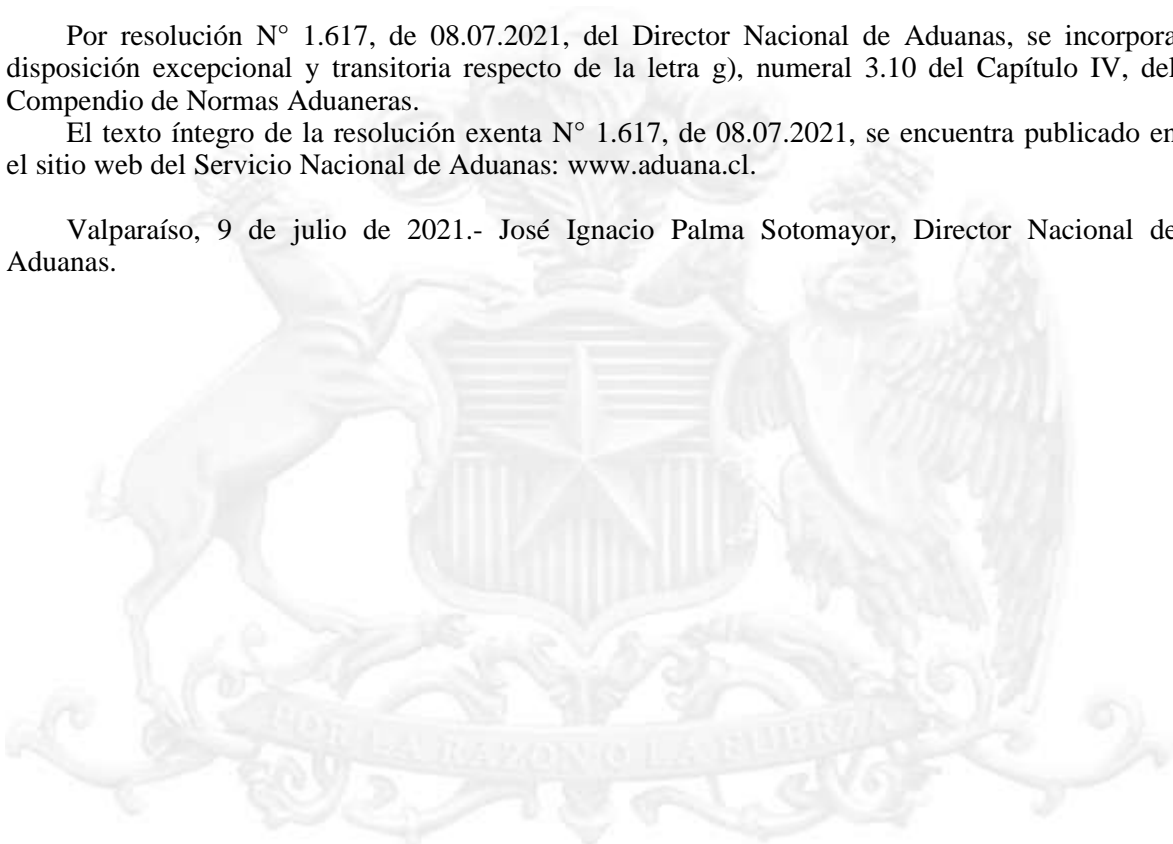 Por resolución N° 1.617, de 08.07.2021, del Director Nacional de Aduanas, se incorpora
disposición excepcional y transitoria respecto de la letra g), numeral 3.10 del Capítulo IV, del
Compendio de Normas Aduaneras.
El texto íntegro de la resolución exenta N° 1.617, de 08.07.2021, se encuentra publicado en
el sitio web del Servicio Nacional de Aduanas: www.aduana.cl.
Valparaíso, 9 de julio de 2021.- José Ignacio Palma Sotomayor, Director Nacional de
Aduanas.
POR LA RAZON O LA FUERZA